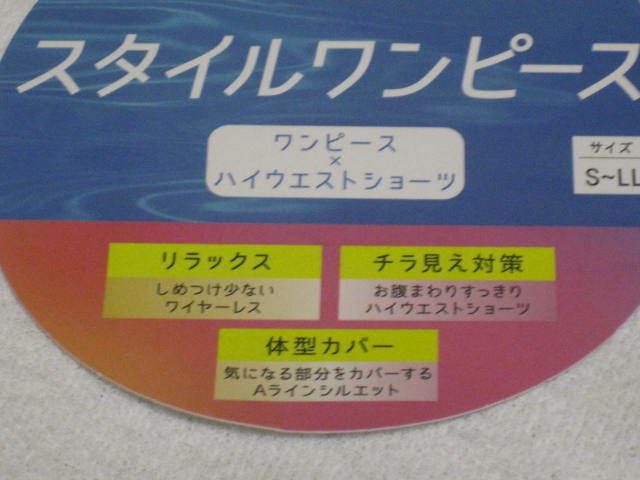 スタイルワンピース
ワンピース
×
ハイウエストショーツ
サイズ
S~LL
リラックス
しめつけ少ない
ワイヤーレス
チラ見え対策
お腹まわりすっきり
ハイウエストショーツ
体型カバー
気になる部分をカバーする
Aラインシルエット